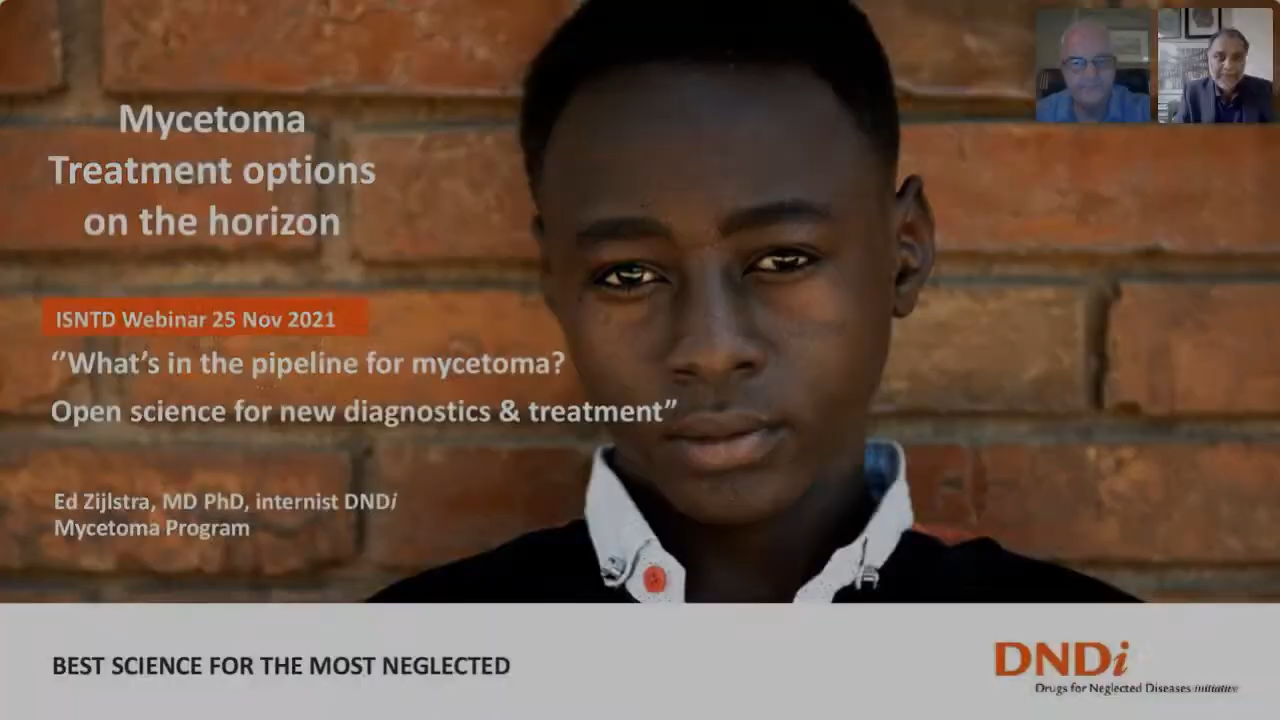 Mycetoma
Treatment options
on the horizon
ISNTD Webinar 25 Nov 2021
“What’s in the pipeline for mycetoma?
Open science for new diagnostics & treatment”
Ed Zijlstra, MD PhD, internist DNDi
Mycetoma Program
BEST SCIENCE FOR THE MOST NEGLECTED
DNDi
Drugs for Neglected Diseases initiative